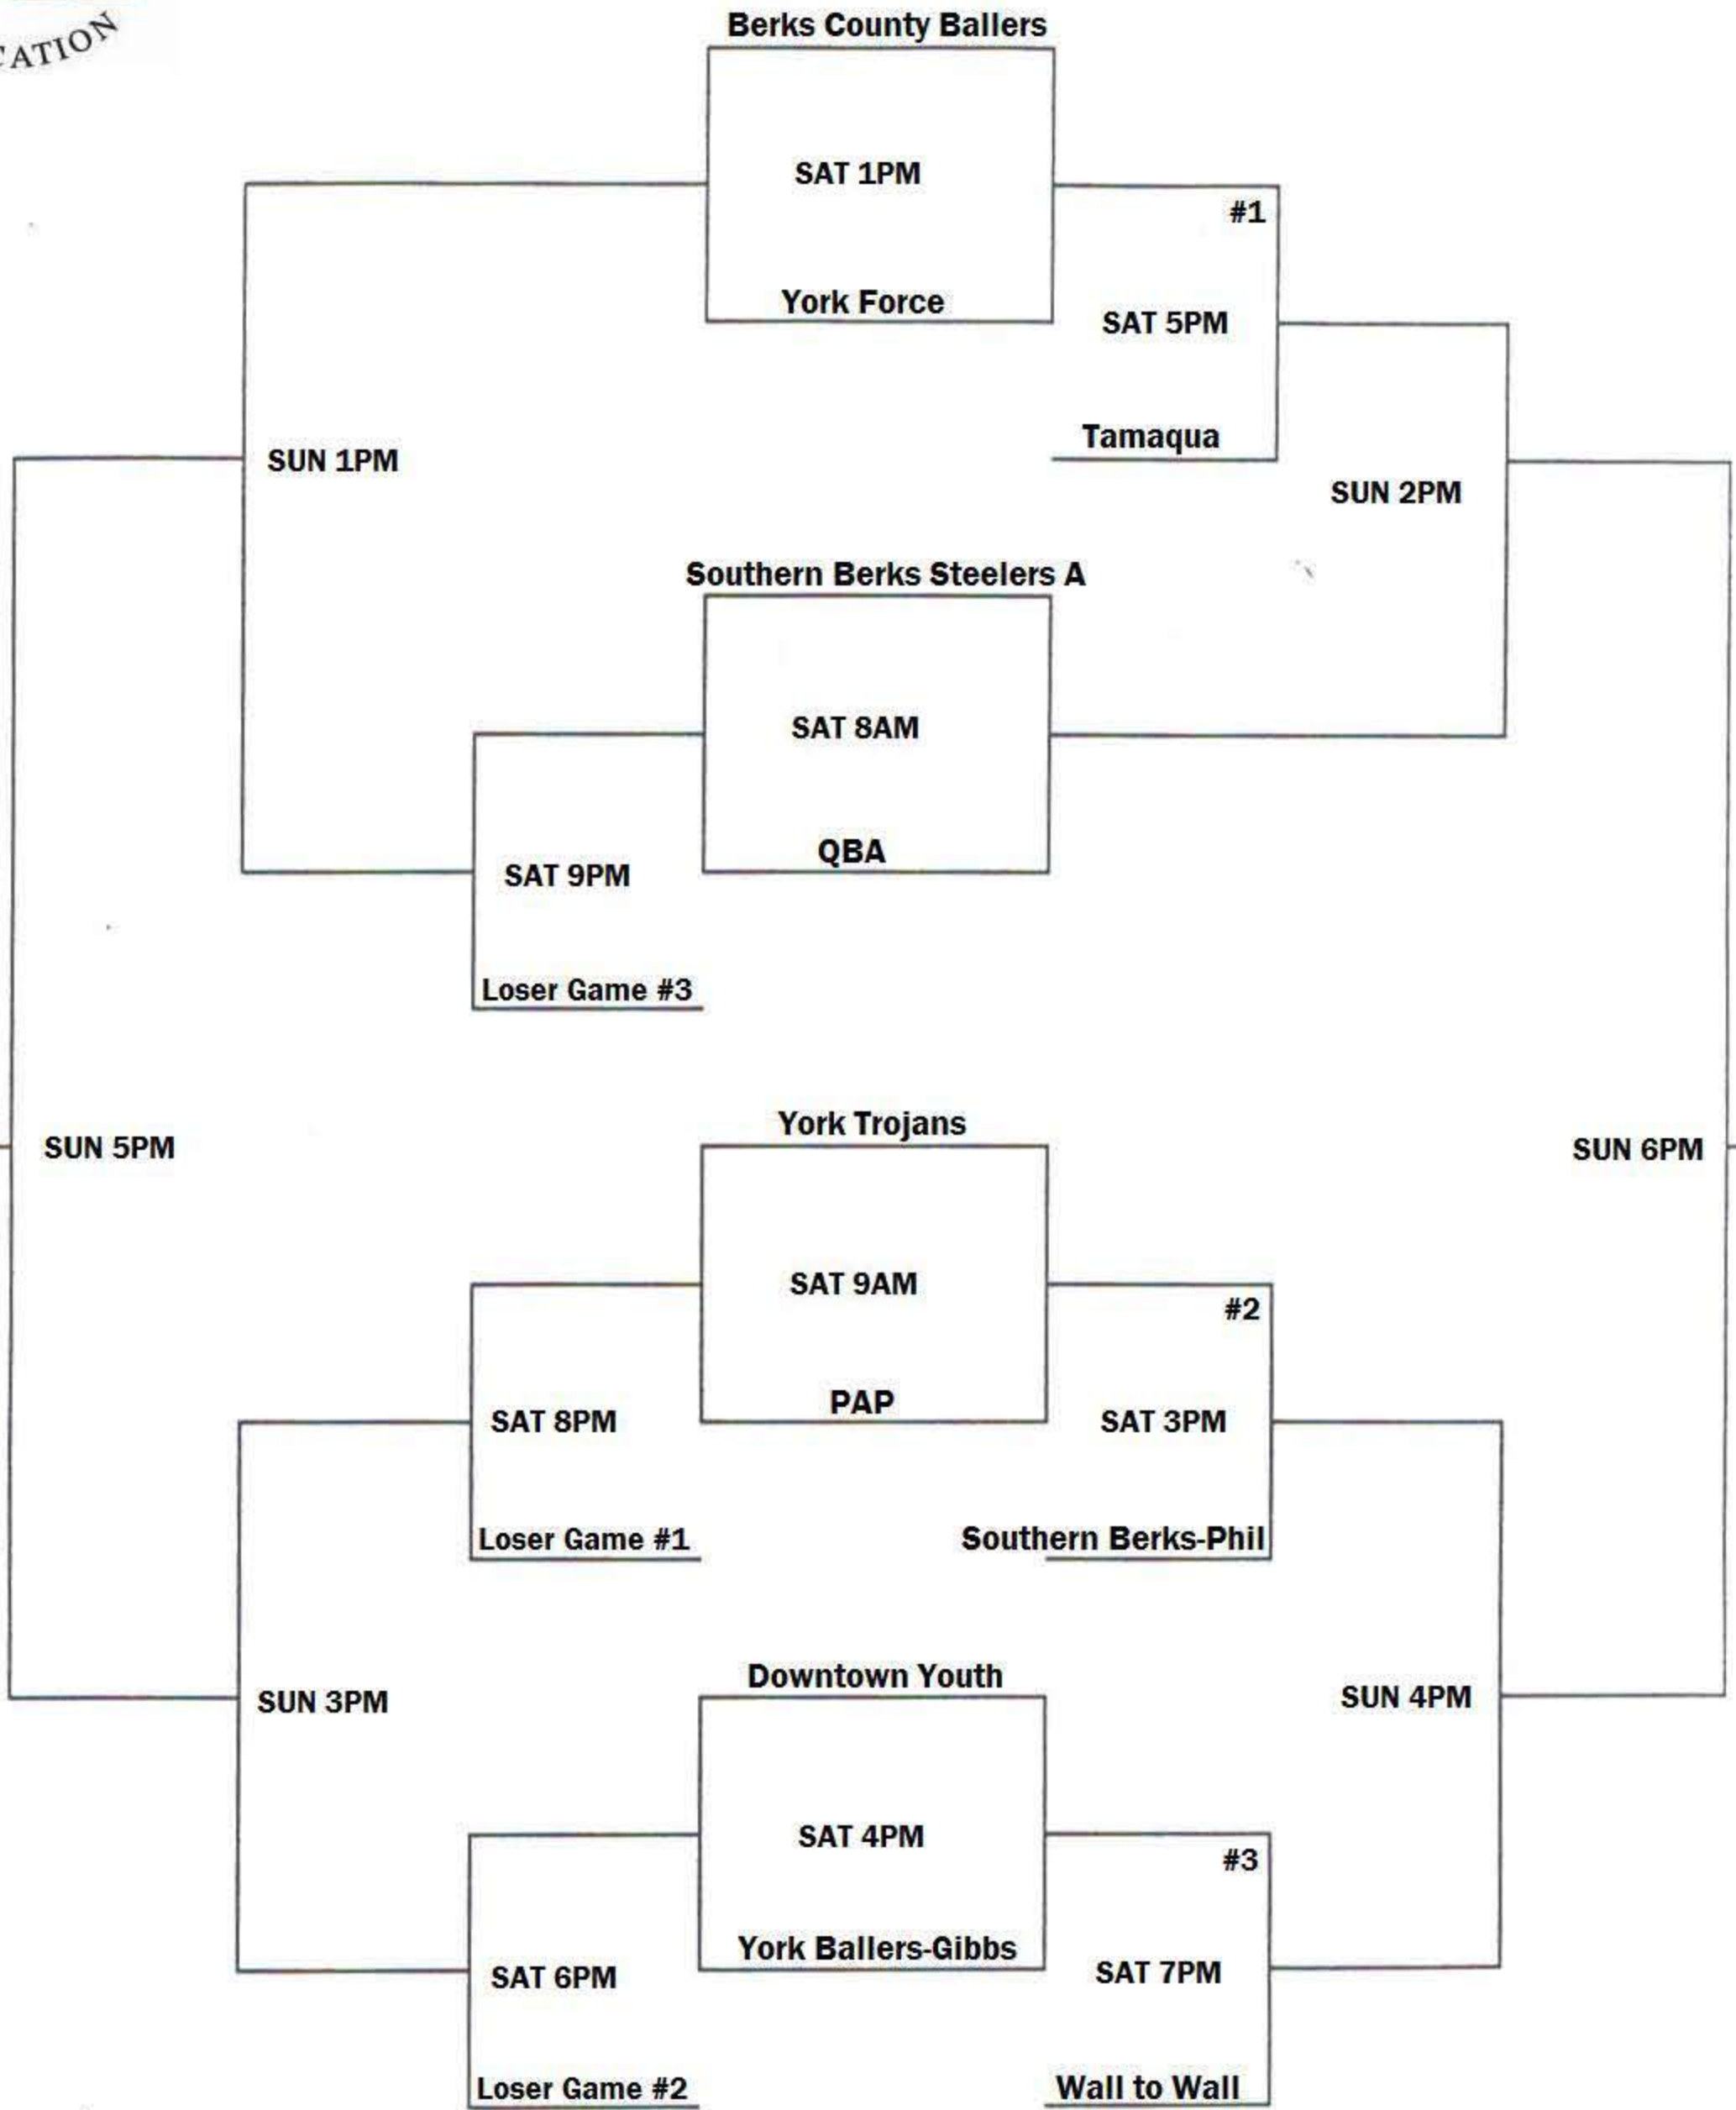 Berks County Ballers
SAT 1PM
#1
York Force
SAT 5PM
Tamaqua
SUN 1PM
SUN 2PM
Southern Berks Steelers A
SAT 8AM
QBA
SAT 9PM
Loser Game #3
York Trojans
SUN 5PM
SUN 6PM
SAT 9AM
#2
PAP
SAT 8PM
SAT 3PM
Loser Game #1
Southern Berks-Phil
Downtown Youth
SUN 3PM
SUN 4PM
SAT 4PM
#3
York Ballers-Gibbs
SAT 6PM
SAT 7PM
Loser Game #2
Wall to Wall